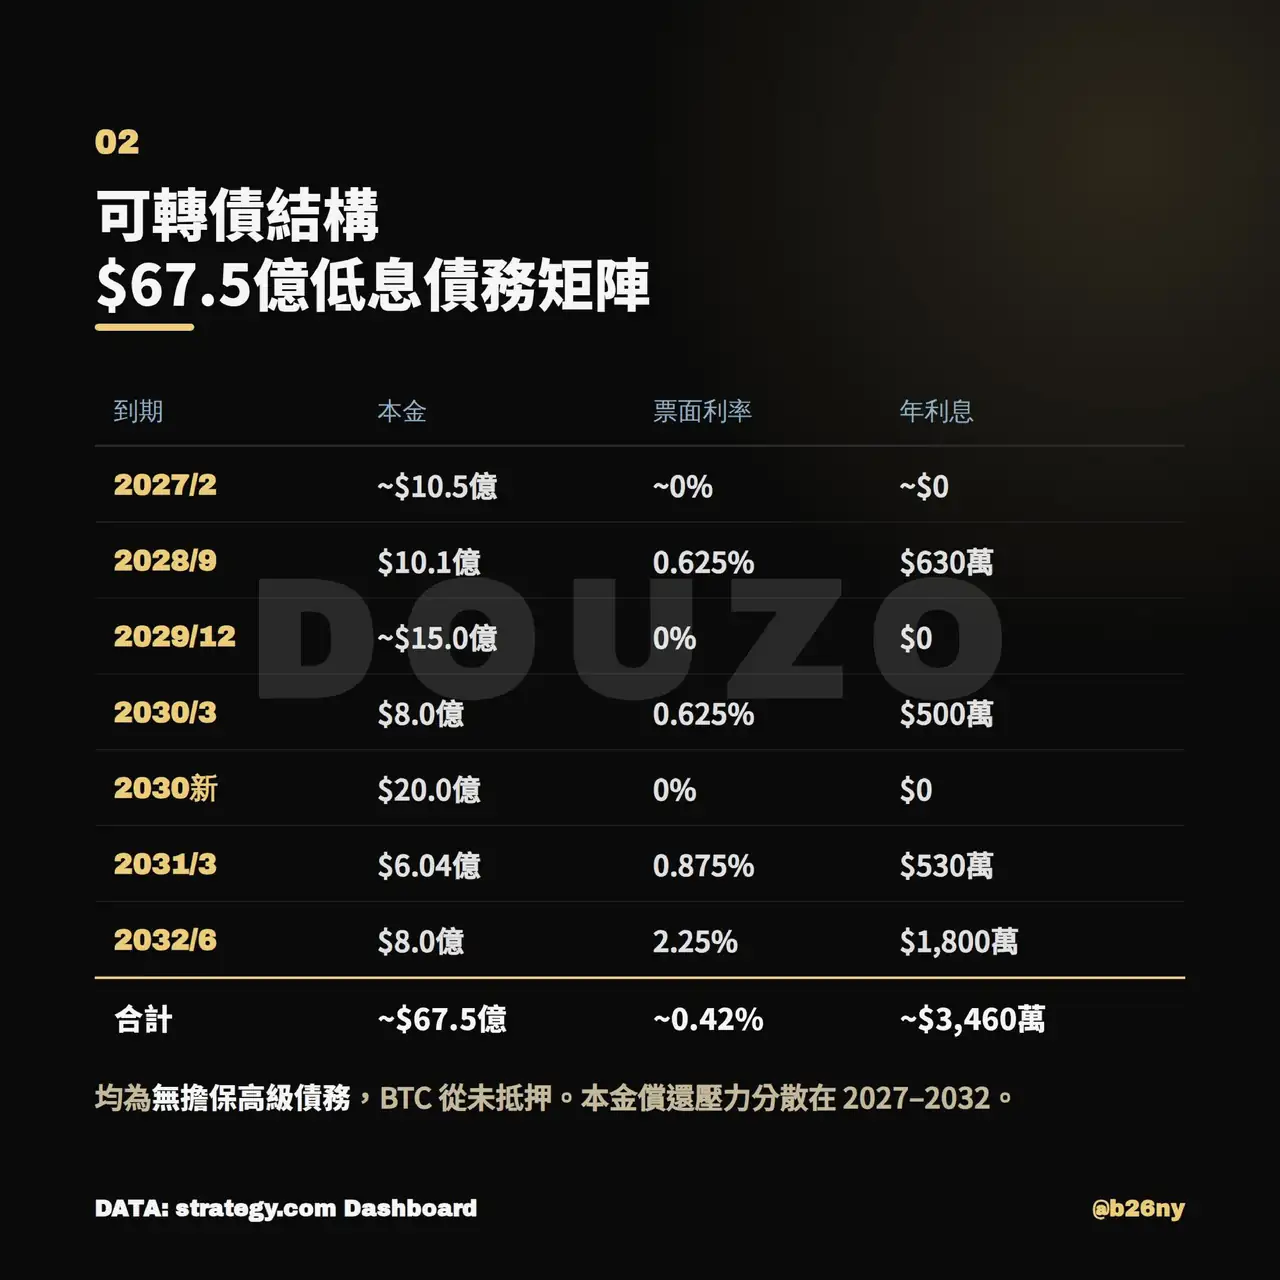 02
可轉債結構
$67.5億低息債務矩陣
到期 本金 票面利率 年利息
2027/2 ~$10.5億 ~0% ~$0
2028/9 $10.1億 0.625% $630萬
2029/12 ~$15.0億 0% $0
2030/3 $8.0億 0.625% $500萬
2030新 $20.0億 0% $0
2031/3 $6.04億 0.875% $530萬
2032/6 $8.0億 2.25% $1,800萬
合計 ~$67.5億 ~0.42% ~$3,460萬
均為無擔保高級債務，BTC 從未抵押。本金償還壓力分散在 2027–2032。
DATA: strategy.com Dashboard
@b26ny
DOUZO